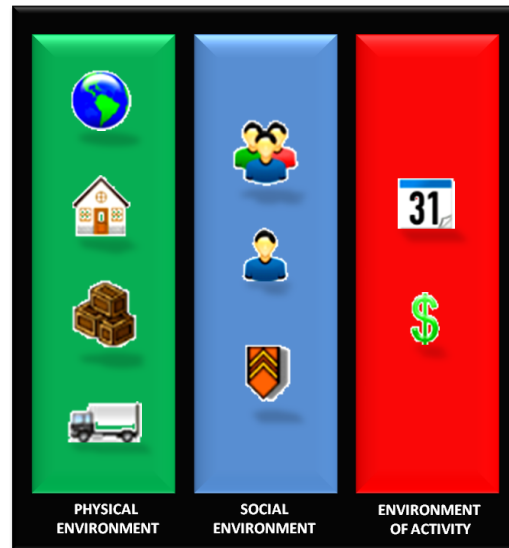 31
$
PHYSICAL
ENVIRONMENT
SOCIAL
ENVIRONMENT
ENVIRONMENT
OF ACTIVITY